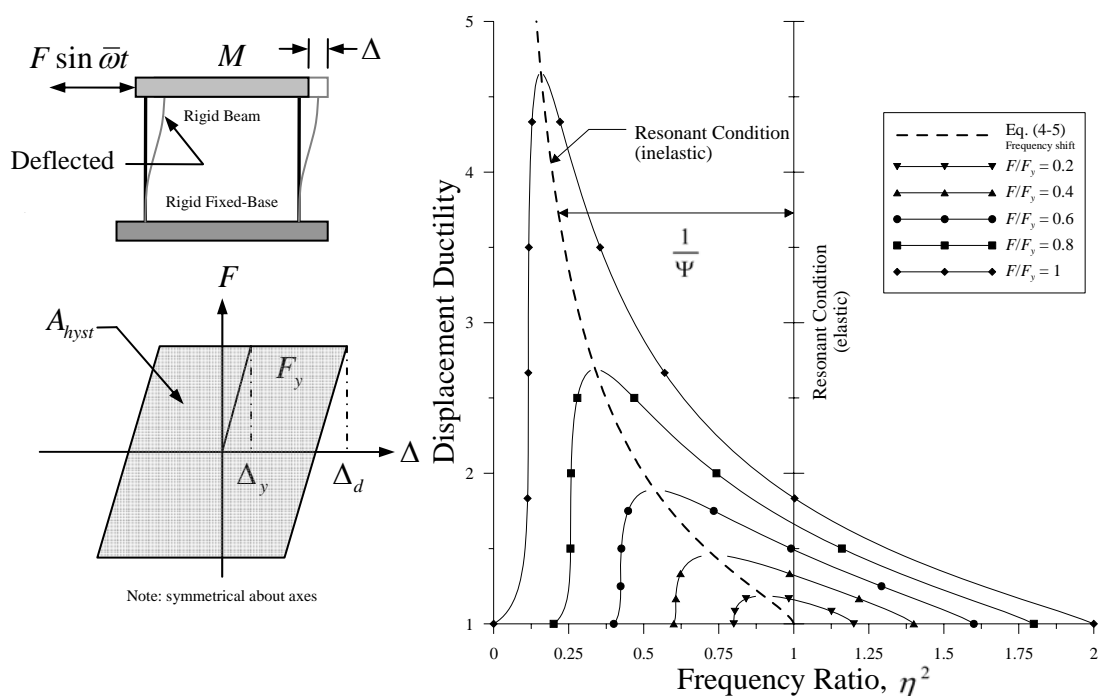 F sin ω̅t
M
Δ
Rigid Beam
Deflected
Rigid Fixed-Base
F
A_hyst
F_y
Δ
Δ_y
Δ_d
Note: symmetrical about axes
Displacement Ductility
5
4
3
2
1
Resonant Condition
(inelastic)
1/Ψ
Resonant Condition
(elastic)
0
0.25
0.5
0.75
1
1.25
1.5
1.75
2
Frequency Ratio, η²
Eq. (4-5)
Frequency shift
F/F_y = 0.2
F/F_y = 0.4
F/F_y = 0.6
F/F_y = 0.8
F/F_y = 1